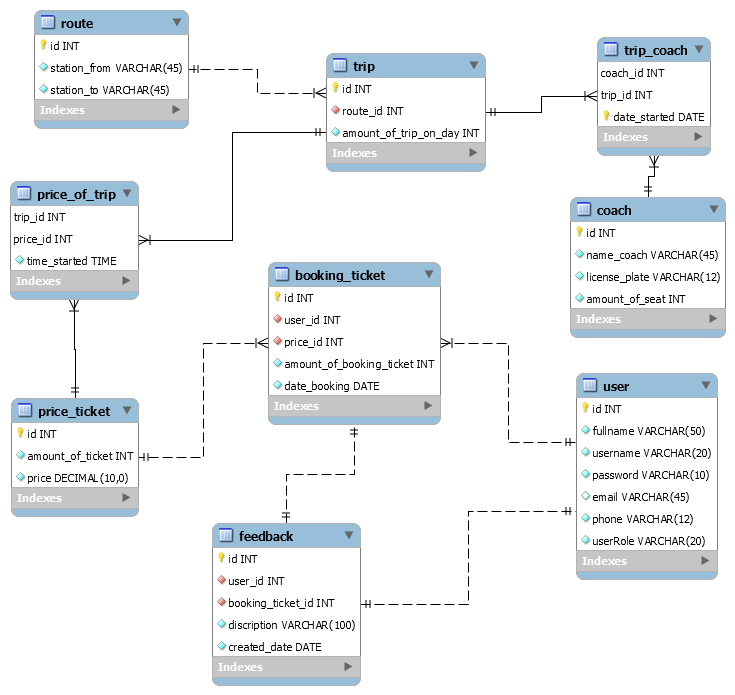 route
id INT
station_from VARCHAR(45)
station_to VARCHAR(45)
Indexes
trip
id INT
route_id INT
amount_of_trip_on_day INT
Indexes
trip_coach
coach_id INT
trip_id INT
date_started DATE
Indexes
price_of_trip
trip_id INT
price_id INT
time_started TIME
Indexes
coach
id INT
name_coach VARCHAR(45)
license_plate VARCHAR(12)
amount_of_seat INT
Indexes
booking_ticket
id INT
user_id INT
price_id INT
amount_of_booking_ticket INT
date_booking DATE
Indexes
price_ticket
id INT
amount_of_ticket INT
price DECIMAL(10,0)
Indexes
user
id INT
fullname VARCHAR(50)
username VARCHAR(20)
password VARCHAR(10)
email VARCHAR(45)
phone VARCHAR(12)
userRole VARCHAR(20)
Indexes
feedback
id INT
user_id INT
booking_ticket_id INT
discription VARCHAR(100)
created_date DATE
Indexes